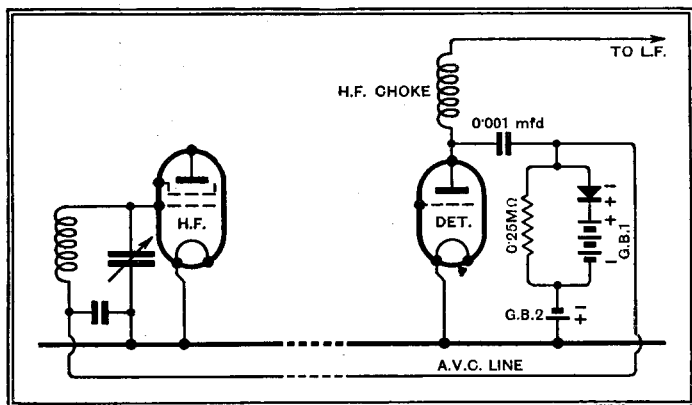 TO L.F.
H.F. CHOKE
0·001 mfd
H.F.
DET.
0·25MΩ
−
+
+
G.B.1
−
G.B.2
−
+
A.V.C. LINE